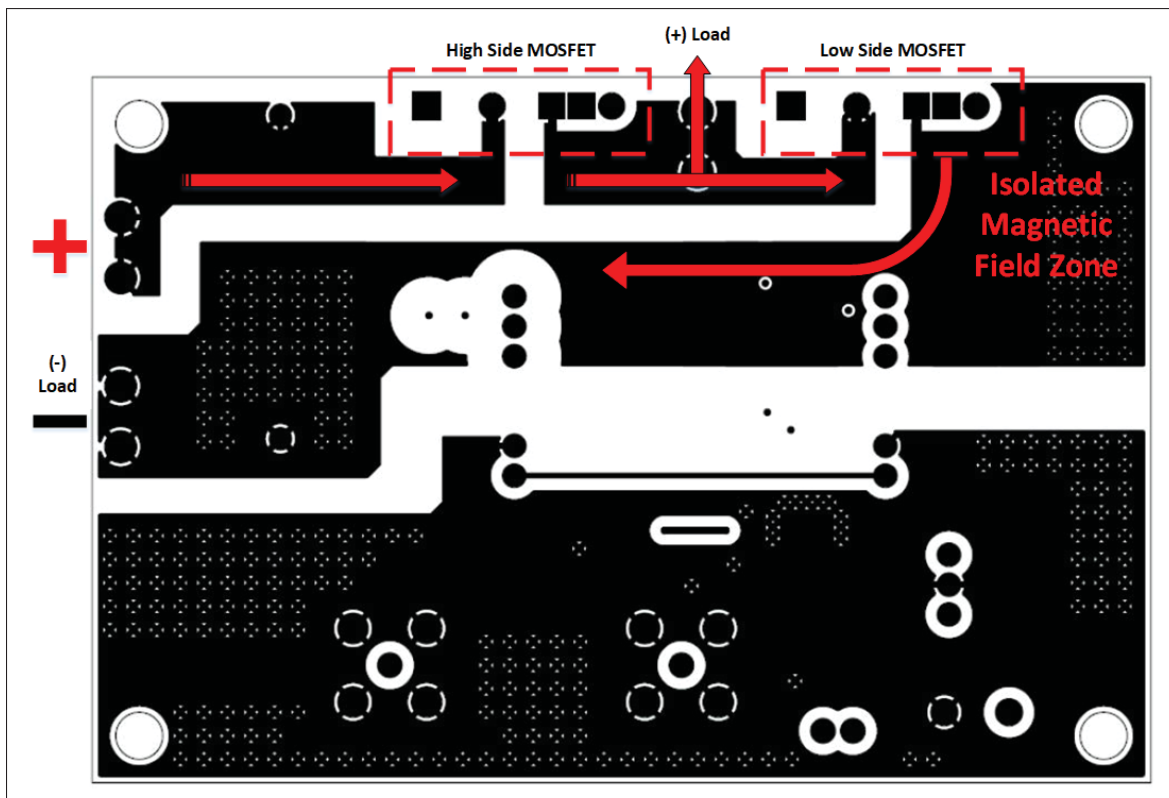 (+) Load
High Side MOSFET
Low Side MOSFET
Isolated
Magnetic
Field Zone
+
(-)
Load